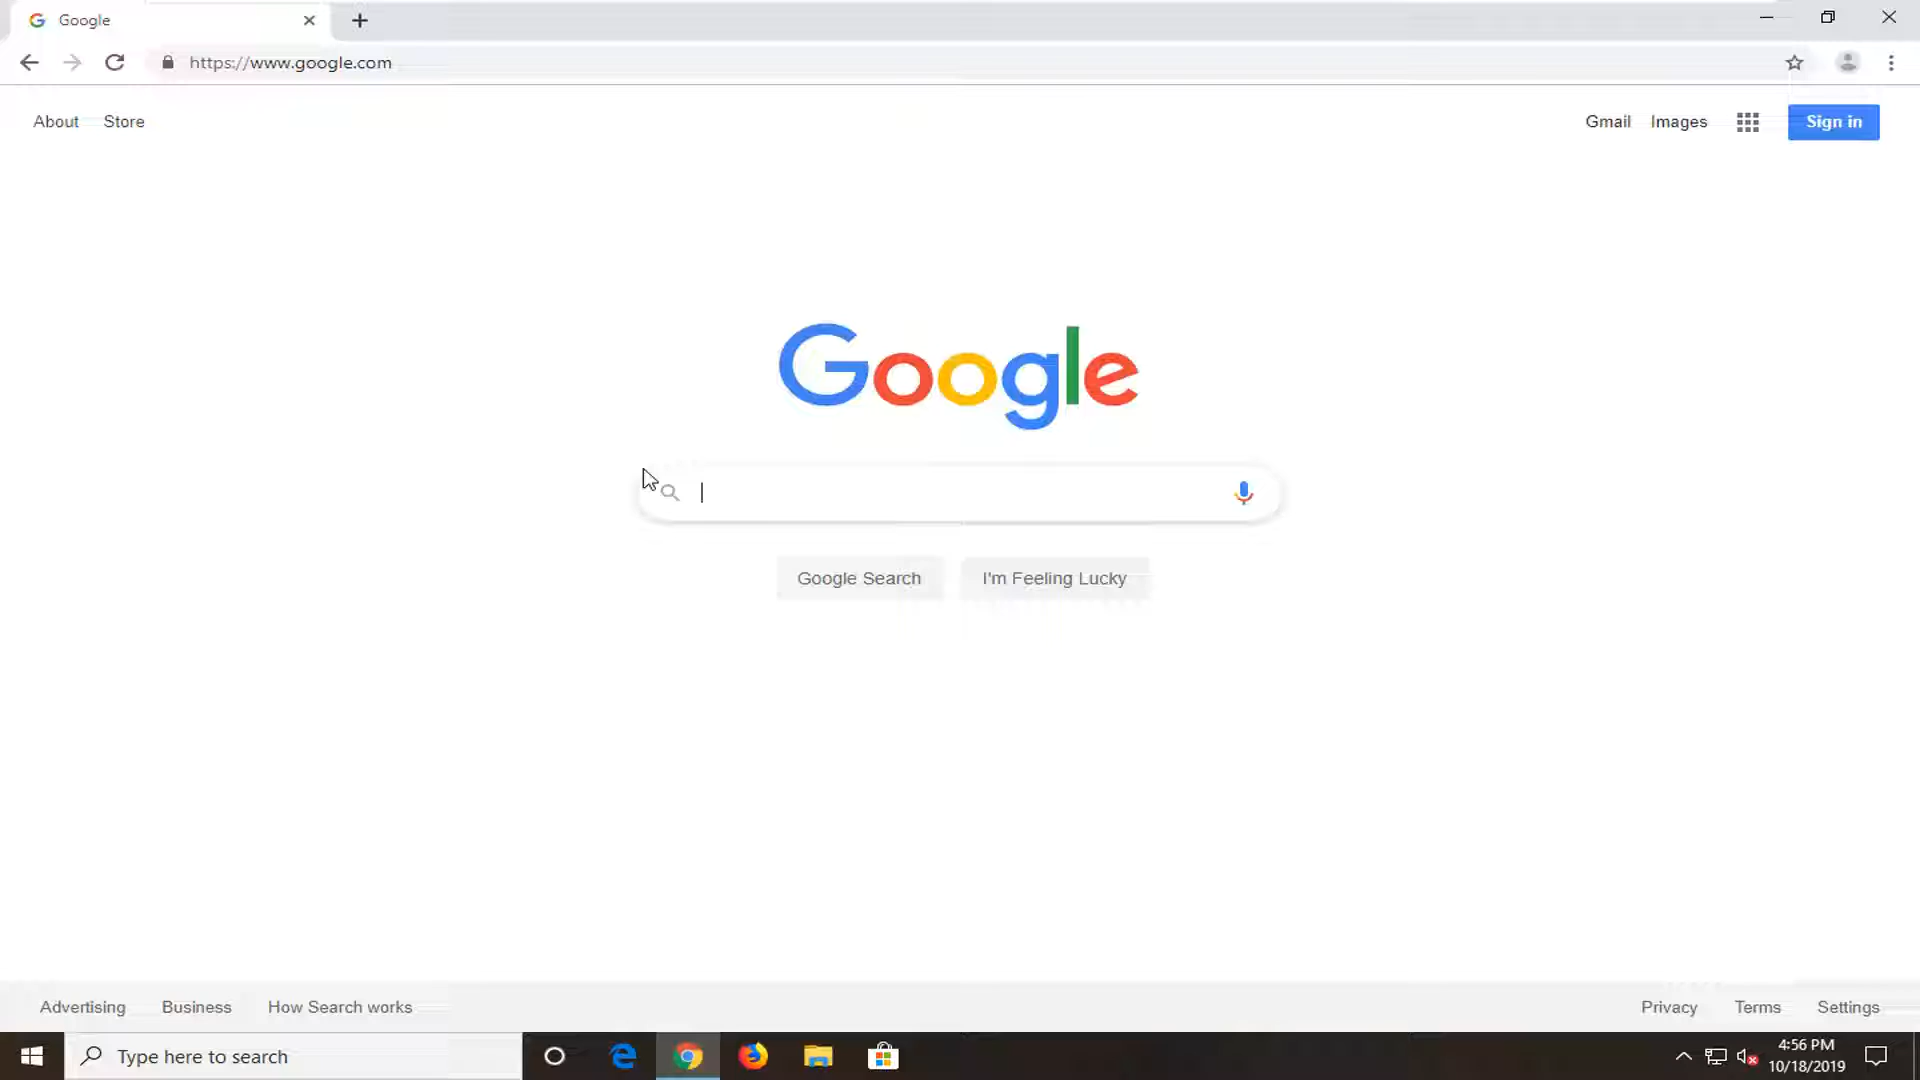 Google
https://www.google.com
About Store
Gmail Images Sign in
Google
Google Search I'm Feeling Lucky
Advertising Business How Search works
Privacy Terms Settings
Type here to search
4:56 PM
10/18/2019